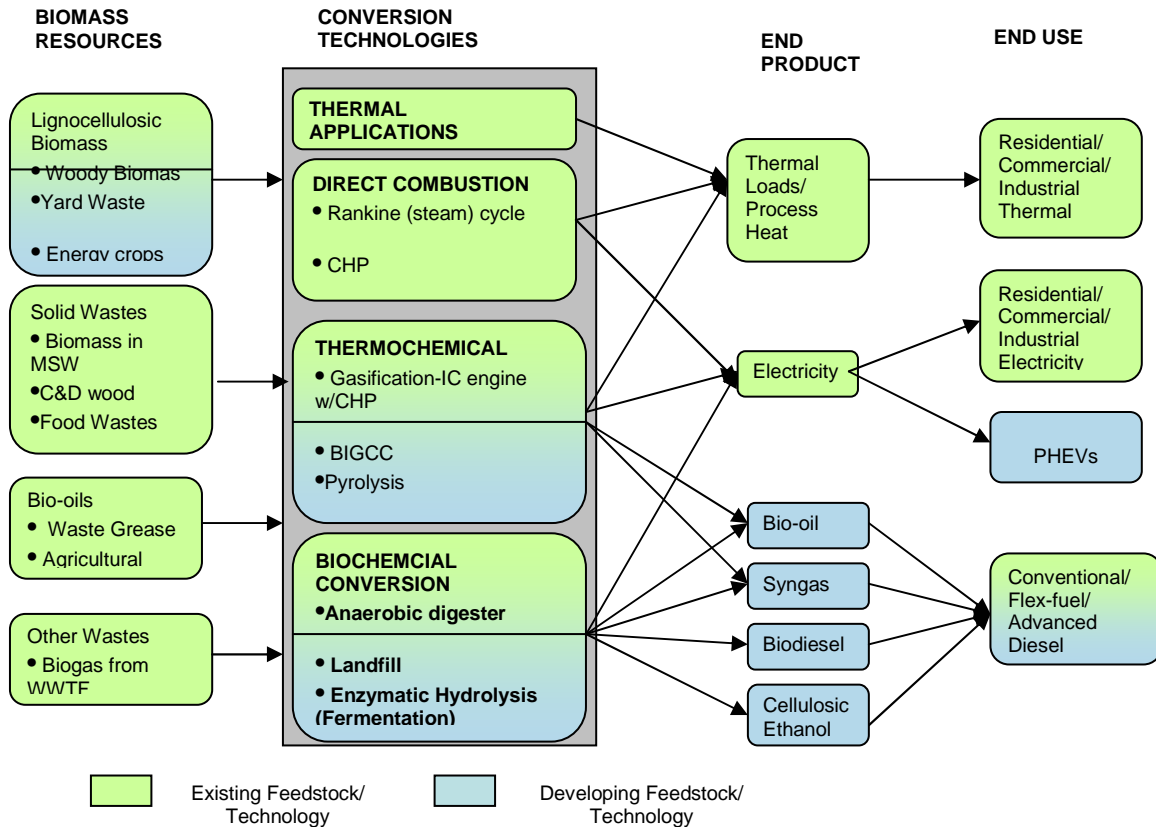 BIOMASS
RESOURCES
CONVERSION
TECHNOLOGIES
END
PRODUCT
END USE
Lignocellulosic
Biomass
• Woody Biomas
•Yard Waste
• Energy crops
Solid Wastes
• Biomass in
MSW
•C&D wood
•Food Wastes
Bio-oils
• Waste Grease
• Agricultural
Other Wastes
• Biogas from
WWTF
THERMAL
APPLICATIONS
DIRECT COMBUSTION
• Rankine (steam) cycle
• CHP
THERMOCHEMICAL
• Gasification-IC engine
w/CHP
• BIGCC
•Pyrolysis
BIOCHEMCIAL
CONVERSION
•Anaerobic digester
• Landfill
• Enzymatic Hydrolysis
(Fermentation)
Thermal
Loads/
Process
Heat
Electricity
Bio-oil
Syngas
Biodiesel
Cellulosic
Ethanol
Residential/
Commercial/
Industrial
Thermal
Residential/
Commercial/
Industrial
Electricity
PHEVs
Conventional/
Flex-fuel/
Advanced
Diesel
Existing Feedstock/
Technology
Developing Feedstock/
Technology